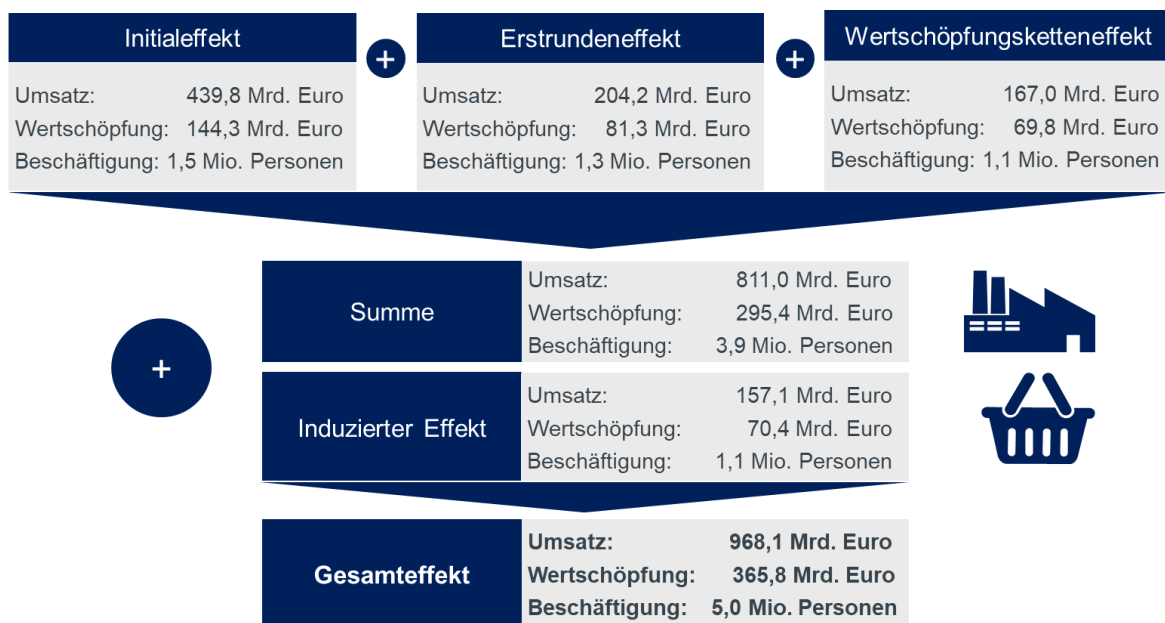 Initialeffekt
Umsatz: 439,8 Mrd. Euro
Wertschöpfung: 144,3 Mrd. Euro
Beschäftigung: 1,5 Mio. Personen
+
Erstrundeneffekt
Umsatz: 204,2 Mrd. Euro
Wertschöpfung: 81,3 Mrd. Euro
Beschäftigung: 1,3 Mio. Personen
+
Wertschöpfungsketteneffekt
Umsatz: 167,0 Mrd. Euro
Wertschöpfung: 69,8 Mrd. Euro
Beschäftigung: 1,1 Mio. Personen
+
Summe
Umsatz: 811,0 Mrd. Euro
Wertschöpfung: 295,4 Mrd. Euro
Beschäftigung: 3,9 Mio. Personen
Induzierter Effekt
Umsatz: 157,1 Mrd. Euro
Wertschöpfung: 70,4 Mrd. Euro
Beschäftigung: 1,1 Mio. Personen
Gesamteffekt
Umsatz: 968,1 Mrd. Euro
Wertschöpfung: 365,8 Mrd. Euro
Beschäftigung: 5,0 Mio. Personen